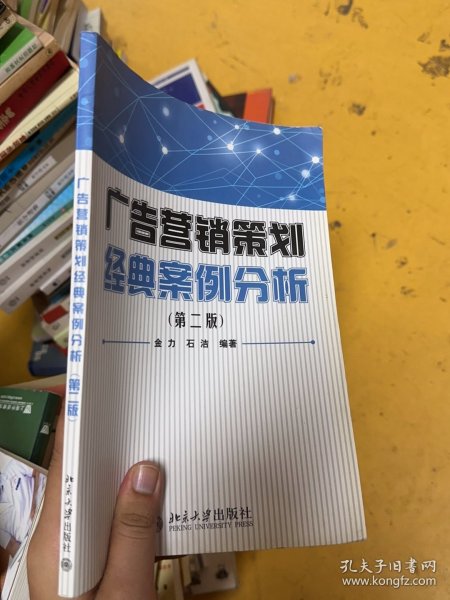 广告营销策划
经典案例分析
(第二版)
金力 石洁 编著
北京大学出版社
PEKING UNIVERSITY PRESS
广告营销策划经典案例分析(第二版)
北京大学出版社
孔夫子旧书网
www.kongfz.com